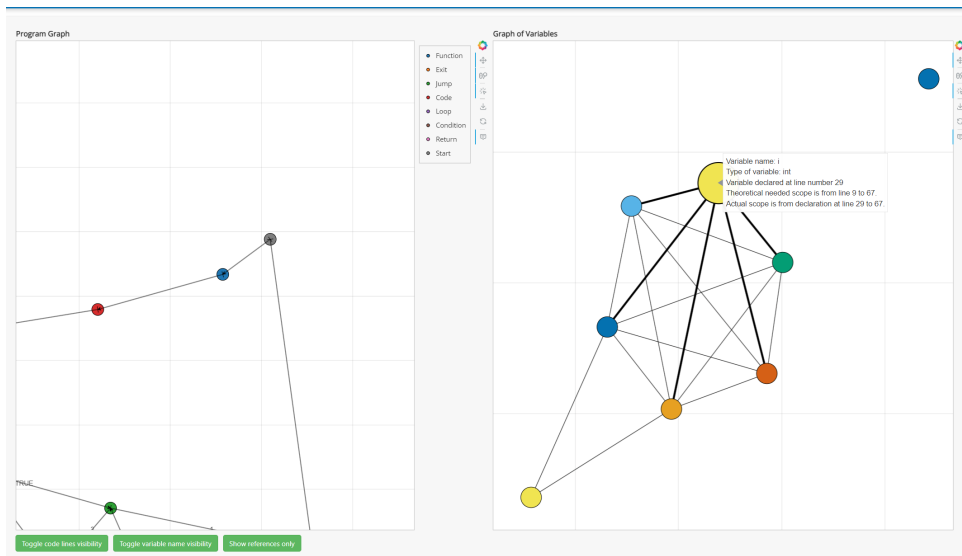 Program Graph
Function
Exit
Jump
Code
Loop
Condition
Return
Start
TRUE
Toggle code lines visibility
Toggle variable name visibility
Show references only
Graph of Variables
Variable name: i
Type of variable: int
Variable declared at line number 29
Theoretical needed scope is from line 9 to 67.
Actual scope is from declaration at line 29 to 67.